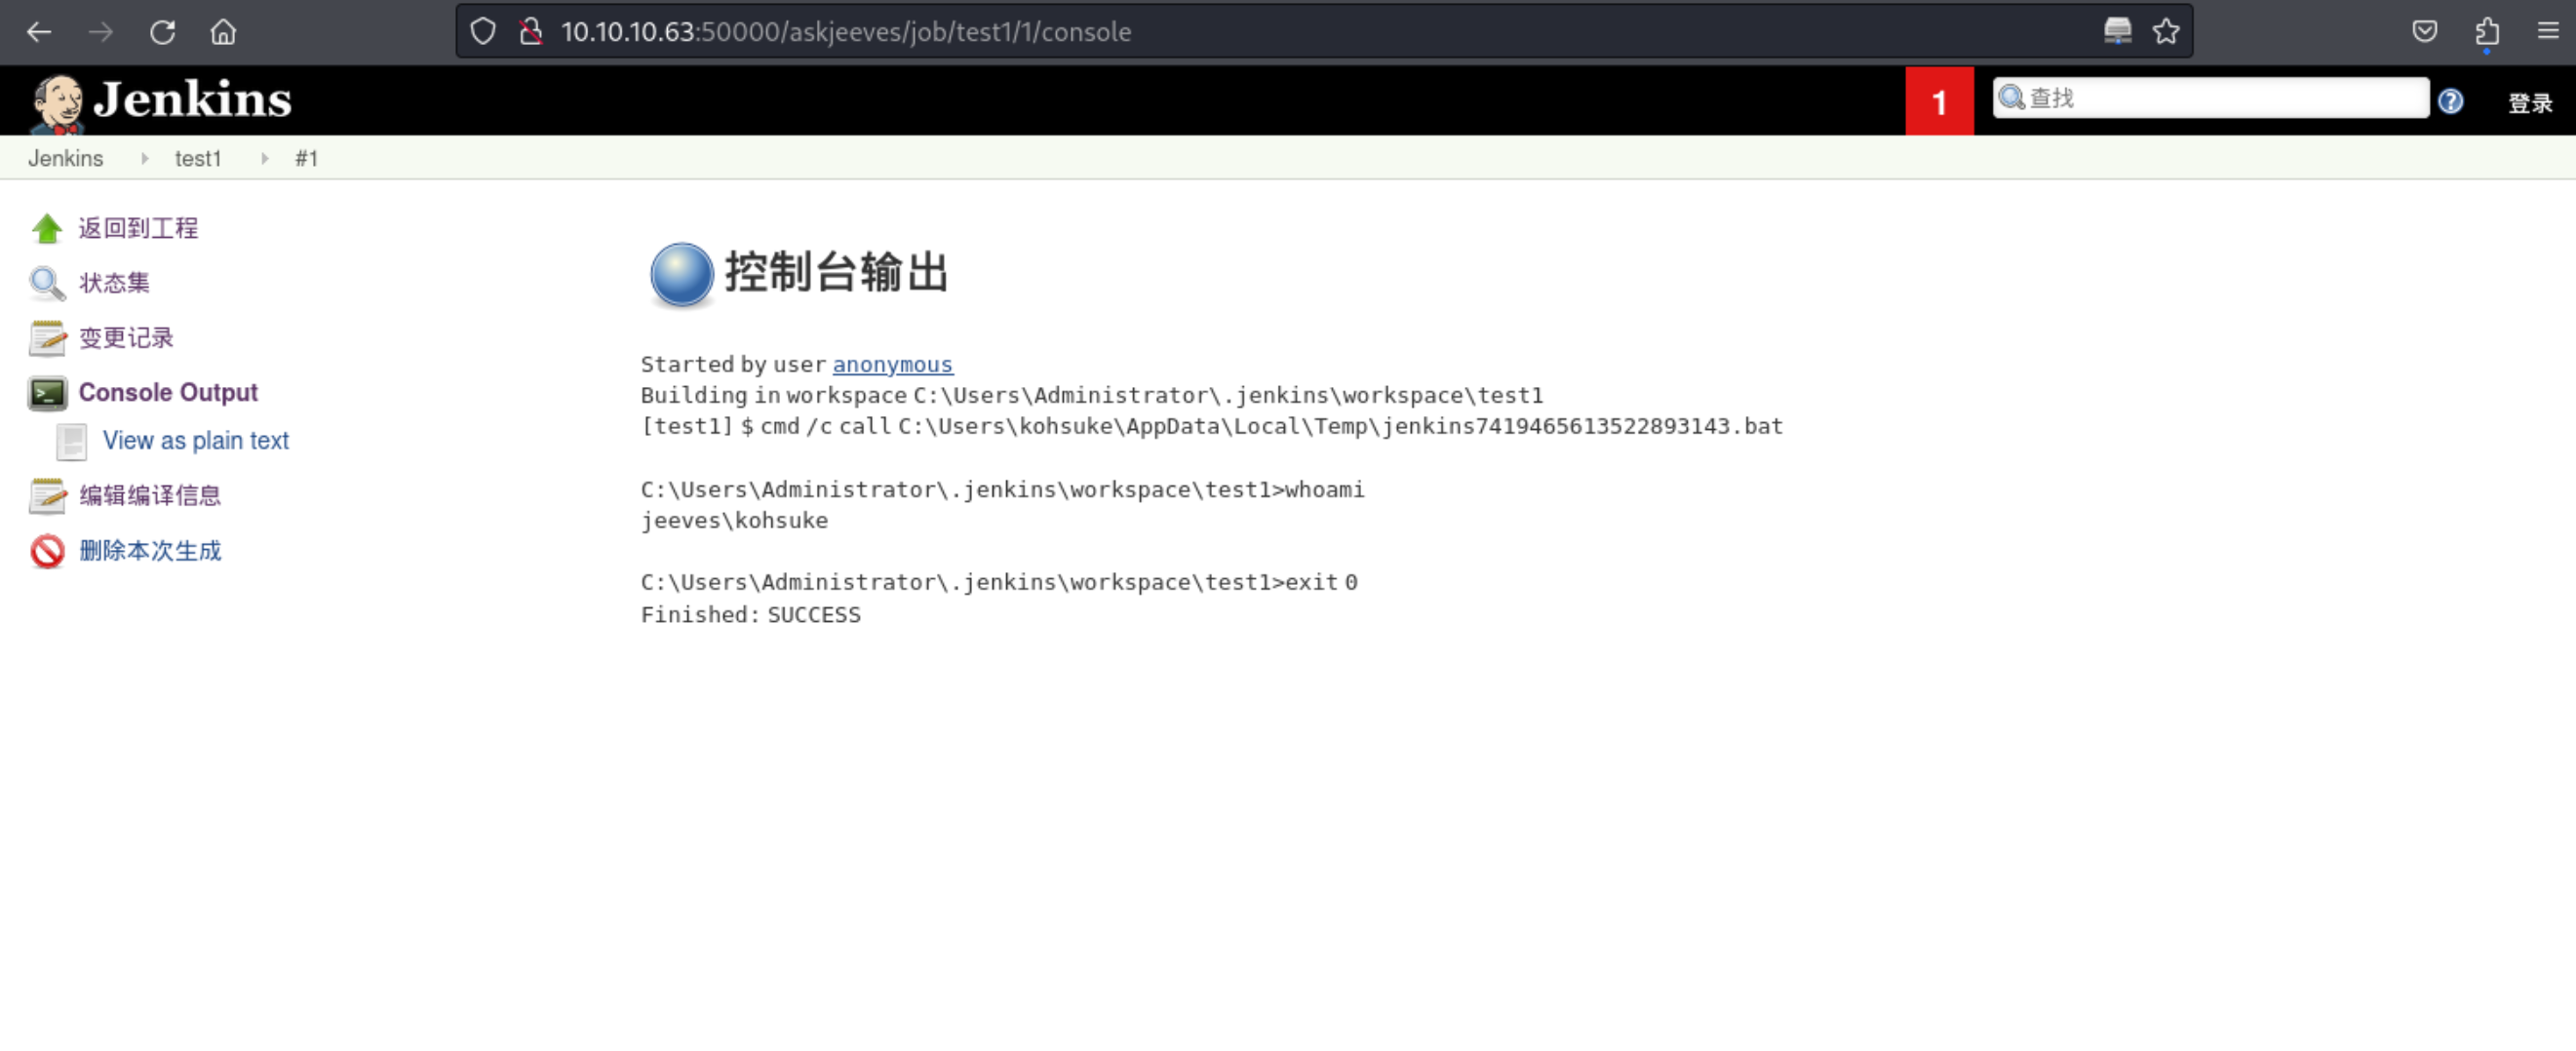 10.10.10.63:50000/askjeeves/job/test1/1/console
Jenkins
1
查找
登录
Jenkins test1 #1
返回到工程
状态集
变更记录
Console Output
View as plain text
编辑编译信息
删除本次生成
控制台输出
Started by user anonymous
Building in workspace C:\Users\Administrator\.jenkins\workspace\test1
[test1] $ cmd /c call C:\Users\kohsuke\AppData\Local\Temp\jenkins7419465613522893143.bat
C:\Users\Administrator\.jenkins\workspace\test1>whoami
jeeves\kohsuke
C:\Users\Administrator\.jenkins\workspace\test1>exit 0
Finished: SUCCESS